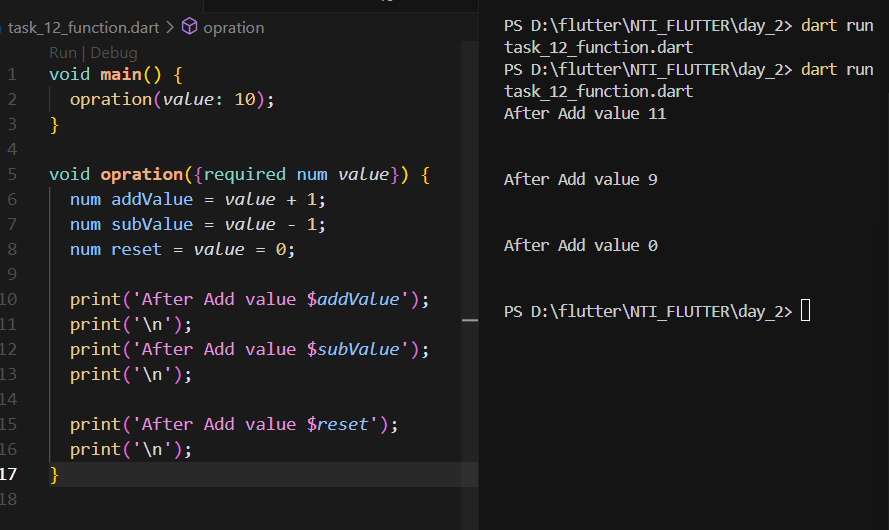 task_12_function.dart > opration
Run | Debug
1 void main() {
2 opration(value: 10);
3 }
4
5 void opration({required num value}) {
6 num addValue = value + 1;
7 num subValue = value - 1;
8 num reset = value = 0;
9
10 print('After Add value $addValue');
11 print('\n');
12 print('After Add value $subValue');
13 print('\n');
14
15 print('After Add value $reset');
16 print('\n');
17 }
18
PS D:\flutter\NTI_FLUTTER\day_2> dart run
task_12_function.dart
PS D:\flutter\NTI_FLUTTER\day_2> dart run
task_12_function.dart
After Add value 11
After Add value 9
After Add value 0
PS D:\flutter\NTI_FLUTTER\day_2>